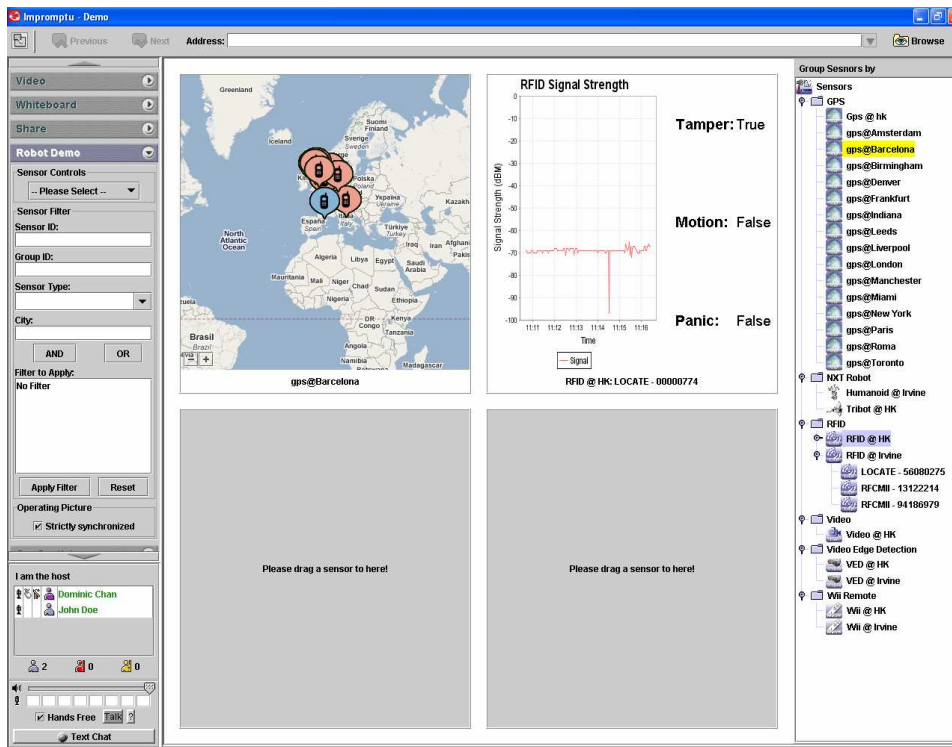 Impromptu - Demo
Previous
Next
Address:
Browse
Video
Whiteboard
Share
Robot Demo
Sensor Controls
-- Please Select --
Sensor Filter
Sensor ID:
Group ID:
Sensor Type:
City:
AND
OR
Filter to Apply:
No Filter
Apply Filter
Reset
Operating Picture
Strictly synchronized
I am the host
Dominic Chan
John Doe
2
0
0
Hands Free
Talk
?
Text Chat
Greenland
Iceland
Suomi
Finland
Sverige
Sweden
Polska
Poland
Україна
Ukraine
Kazakh
España
Spain
Italia
Italy
Türkiye
Turkey
North
Atlantic
Ocean
Iraq
Iran
Afghani
Pakis
Algeria
Libya
Egypt
Saudi
Arabia
Mauritania
Mali
Niger
Chad
Sudan
Nigeria
Ethiopia
zuela
DR
Congo
Kenya
Tanzania
Brasil
Brazil
Angola
Namibia
Botswana
Madagascar
gps@Barcelona
RFID Signal Strength
Signal Strength (dBM)
0
-10
-20
-30
-40
-50
-60
-70
-80
-90
-100
11:11
11:12
11:13
11:14
11:15
11:16
Time
Signal
Tamper: True
Motion: False
Panic: False
RFID @ HK: LOCATE - 00000774
Please drag a sensor to here!
Please drag a sensor to here!
Group Sesnors by
Sensors
GPS
Gps @ hk
gps@Amsterdam
gps@Barcelona
gps@Birmingham
gps@Denver
gps@Frankfurt
gps@Indiana
gps@Leeds
gps@Liverpool
gps@London
gps@Manchester
gps@Miami
gps@New York
gps@Paris
gps@Roma
gps@Toronto
NXT Robot
Humanoid @ Irvine
Tribot @ HK
RFID
RFID @ HK
RFID @ Irvine
LOCATE - 56080275
RFCMII - 13122214
RFCMII - 94186979
Video
Video @ HK
Video Edge Detection
VED @ HK
VED @ Irvine
Wii Remote
Wii @ HK
Wii @ Irvine